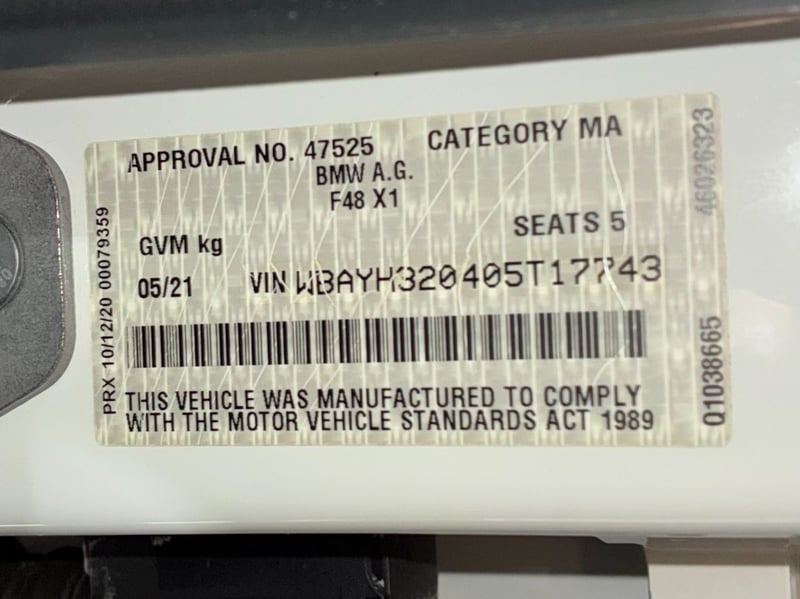 APPROVAL NO. 47525 CATEGORY MA
BMW A.G.
F48 X1
SEATS 5
GVM kg
05/21 VIN WBAYH320405T17743
THIS VEHICLE WAS MANUFACTURED TO COMPLY
WITH THE MOTOR VEHICLE STANDARDS ACT 1989
PRX 10/12/20 00079359
Q1038665
46026323